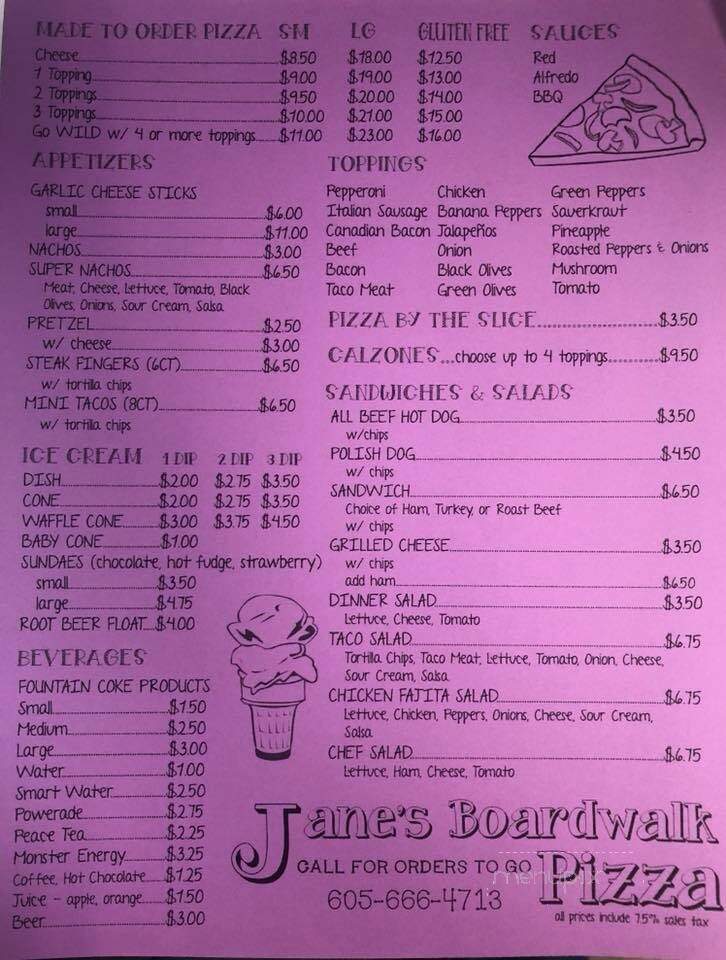 MADE TO ORDER PIZZA SM LG GLUTEN FREE
Cheese $8.50 $18.00 $12.50
1 Topping $9.00 $19.00 $13.00
2 Toppings $9.50 $20.00 $14.00
3 Toppings $10.00 $21.00 $15.00
Go WILD w/ 4 or more toppings $11.00 $23.00 $16.00
SAUCES
Red
Alfredo
BBQ
APPETIZERS
GARLIC CHEESE STICKS
small $6.00
large $11.00
NACHOS $3.00
SUPER NACHOS $6.50
Meat, Cheese, Lettuce, Tomato, Black
Olives, Onions, Sour Cream, Salsa
PRETZEL $2.50
w/ cheese $3.00
STEAK FINGERS (6CT) $6.50
w/ tortilla chips
MINI TACOS (8CT) $6.50
w/ tortilla chips
ICE CREAM 1 DIP 2 DIP 3 DIP
DISH $2.00 $2.75 $3.50
CONE $2.00 $2.75 $3.50
WAFFLE CONE $3.00 $3.75 $4.50
BABY CONE $1.00
SUNDAES (chocolate, hot fudge, strawberry)
small $3.50
large $4.75
ROOT BEER FLOAT $4.00
BEVERAGES
FOUNTAIN COKE PRODUCTS
Small $1.50
Medium $2.50
Large $3.00
Water $1.00
Smart Water $2.50
Powerade $2.75
Peace Tea $2.25
Monster Energy $3.25
Coffee, Hot Chocolate $1.25
Juice - apple, orange $1.50
Beer $3.00
TOPPINGS
Pepperoni Chicken Green Peppers
Italian Sausage Banana Peppers Saverkraut
Canadian Bacon Jalapeños Pineapple
Beef Onion Roasted Peppers & Onions
Bacon Black Olives Mushroom
Taco Meat Green Olives Tomato
PIZZA BY THE SLICE $3.50
CALZONES...choose up to 4 toppings $9.50
SANDWICHES & SALADS
ALL BEEF HOT DOG $3.50
w/chips
POLISH DOG $4.50
w/ chips
SANDWICH $6.50
Choice of Ham, Turkey, or Roast Beef
w/ chips
GRILLED CHEESE $3.50
w/ chips
add ham $6.50
DINNER SALAD $3.50
Lettuce, Cheese, Tomato
TACO SALAD $6.75
Tortilla Chips, Taco Meat, Lettuce, Tomato, Onion, Cheese,
Sour Cream, Salsa
CHICKEN FAJITA SALAD $6.75
Lettuce, Chicken, Peppers, Onions, Cheese, Sour Cream,
Salsa
CHEF SALAD $6.75
Lettuce, Ham, Cheese, Tomato
Jane's Boardwalk
Pizza
CALL FOR ORDERS TO GO
605-666-4713
menupix
all prices include 7.5% sales tax